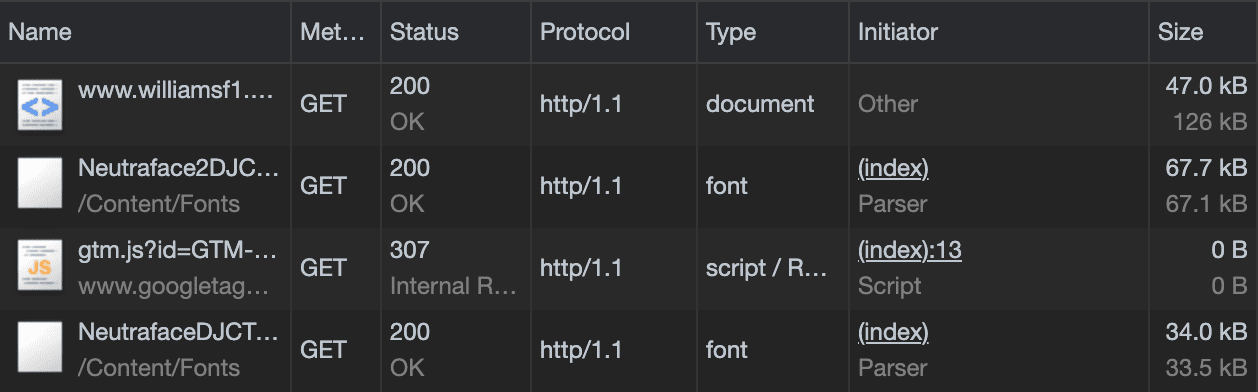 Name Met… Status Protocol Type Initiator Size
www.williamsf1.… GET 200 http/1.1 document Other 47.0 kB
OK 126 kB
Neutraface2DJC… GET 200 http/1.1 font (index) 67.7 kB
/Content/Fonts OK Parser 67.1 kB
gtm.js?id=GTM-… GET 307 http/1.1 script / R… (index):13 0 B
www.googletag… Internal R… Script 0 B
NeutrafaceDJCT… GET 200 http/1.1 font (index) 34.0 kB
/Content/Fonts OK Parser 33.5 kB